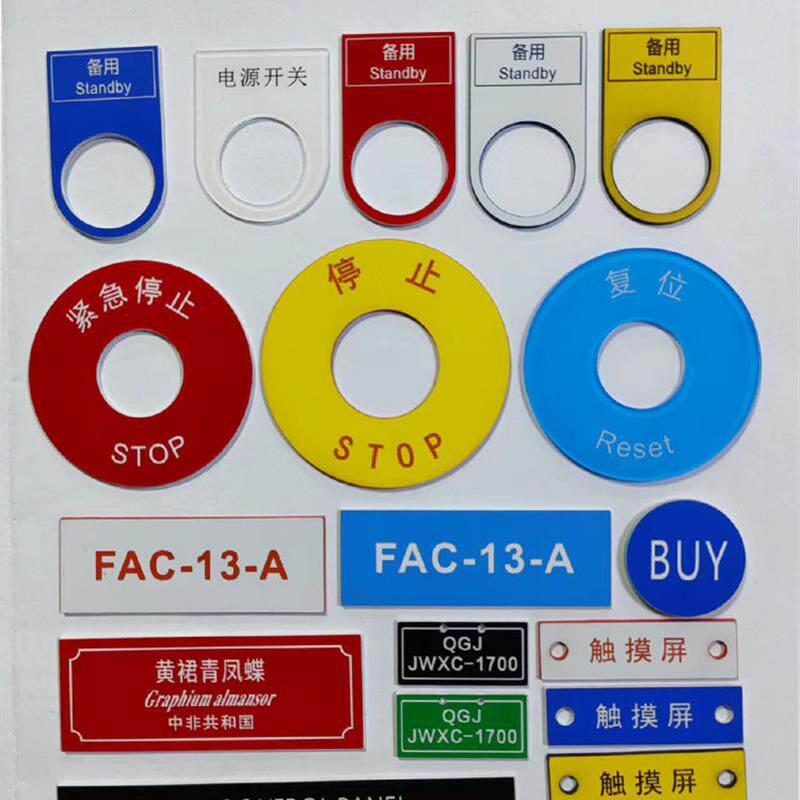 备用
Standby
电源开关
备用
Standby
备用
Standby
备用
Standby
紧急停止
STOP
停止
STOP
复位
Reset
FAC-13-A
FAC-13-A
BUY
黄裙青凤蝶
Graphium almansor
中非共和国
QGJ
JWXC-1700
QGJ
JWXC-1700
触摸屏
触摸屏
触摸屏